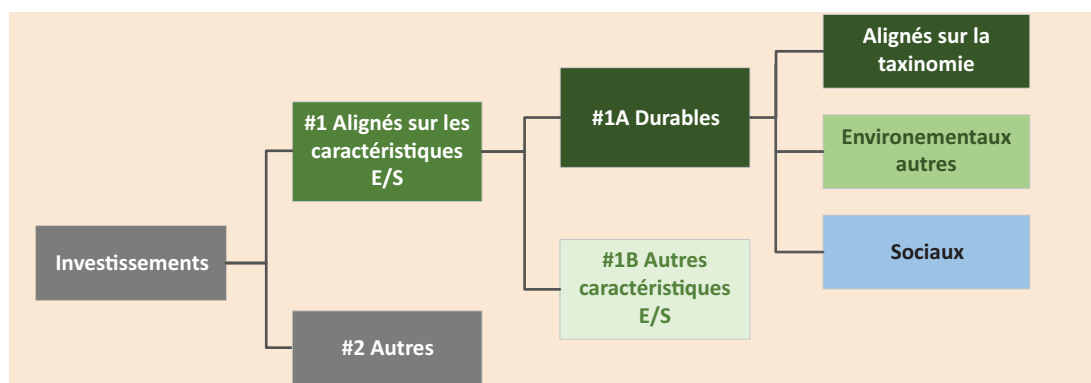 Investissements
#1 Alignés sur les
caractéristiques
E/S
#2 Autres
#1A Durables
#1B Autres
caractéristiques
E/S
Alignés sur la
taxinomie
Environementaux
autres
Sociaux